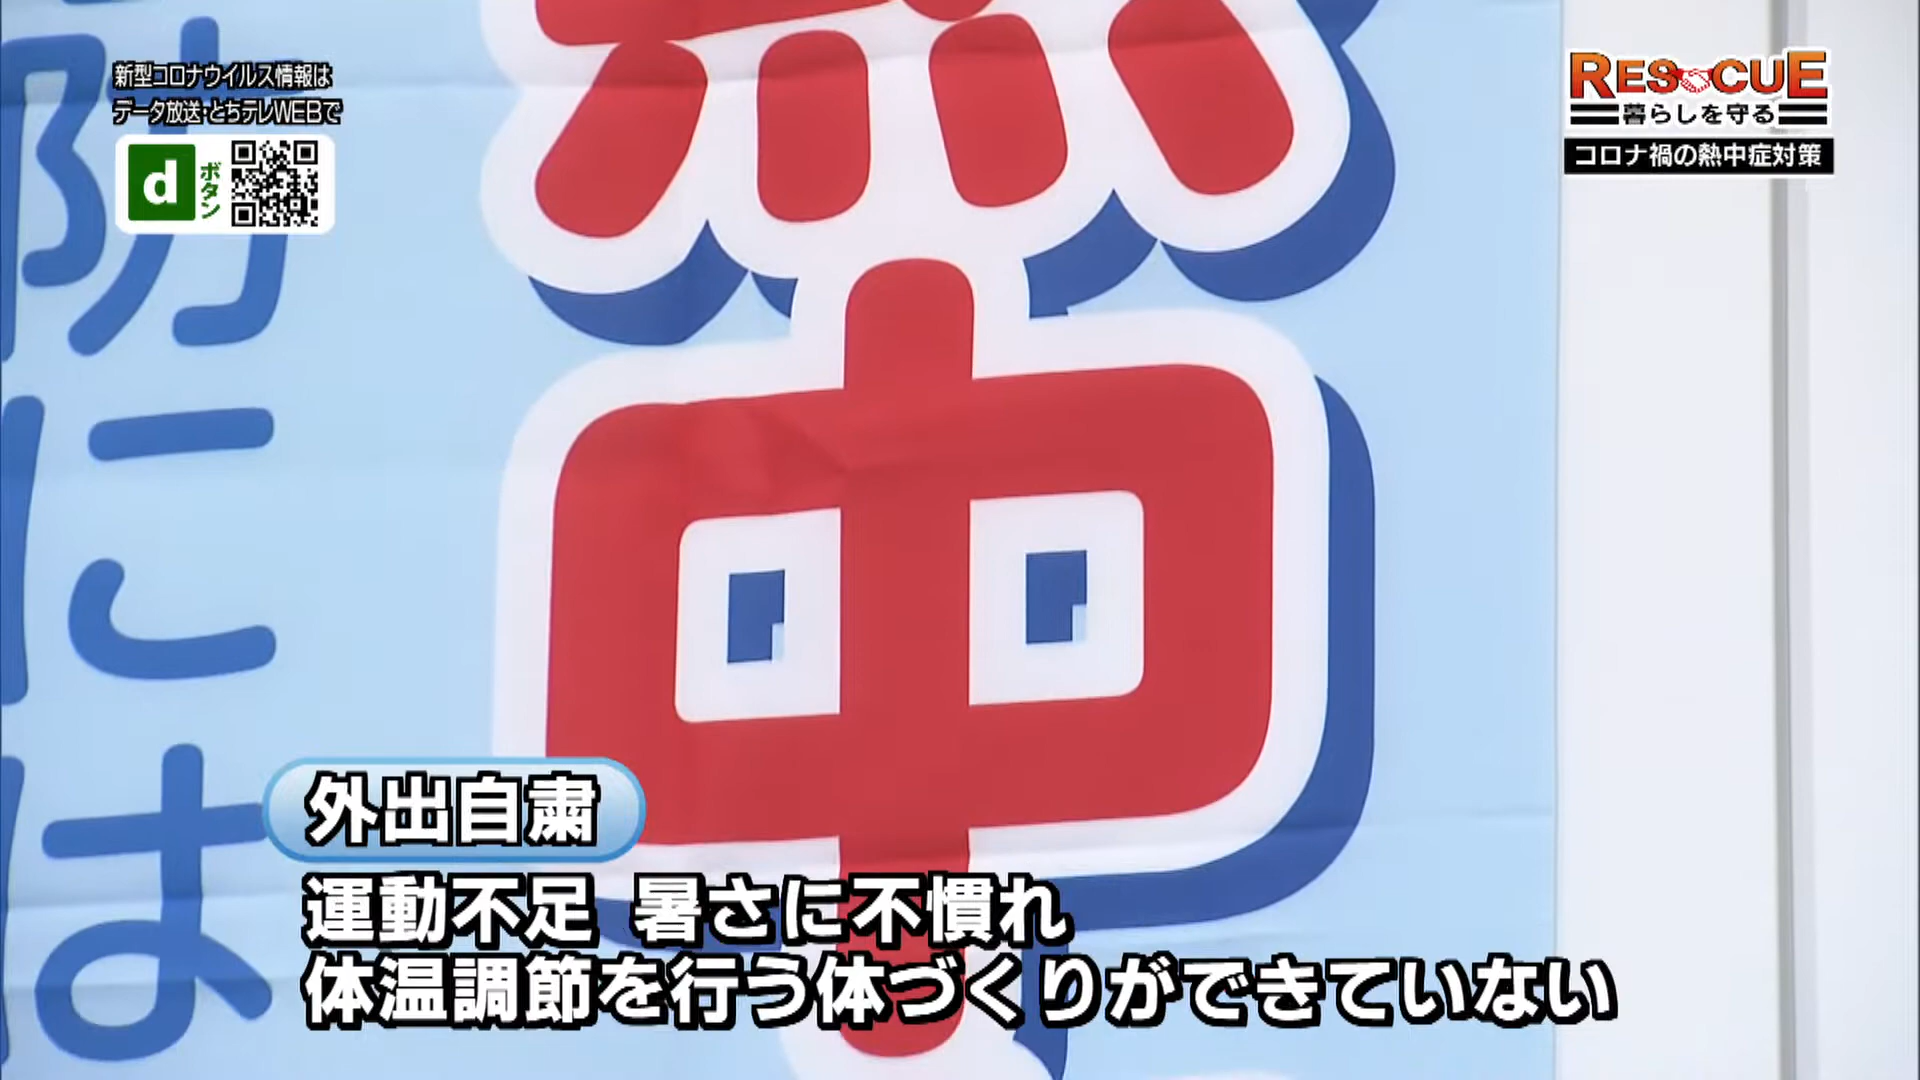 新型コロナウイルス情報は
データ放送・とちテレWEBで
d ボタン
RESCUE
暮らしを守る
コロナ禍の熱中症対策
防には
中
外出自粛
運動不足 暑さに不慣れ
体温調節を行う体づくりができていない